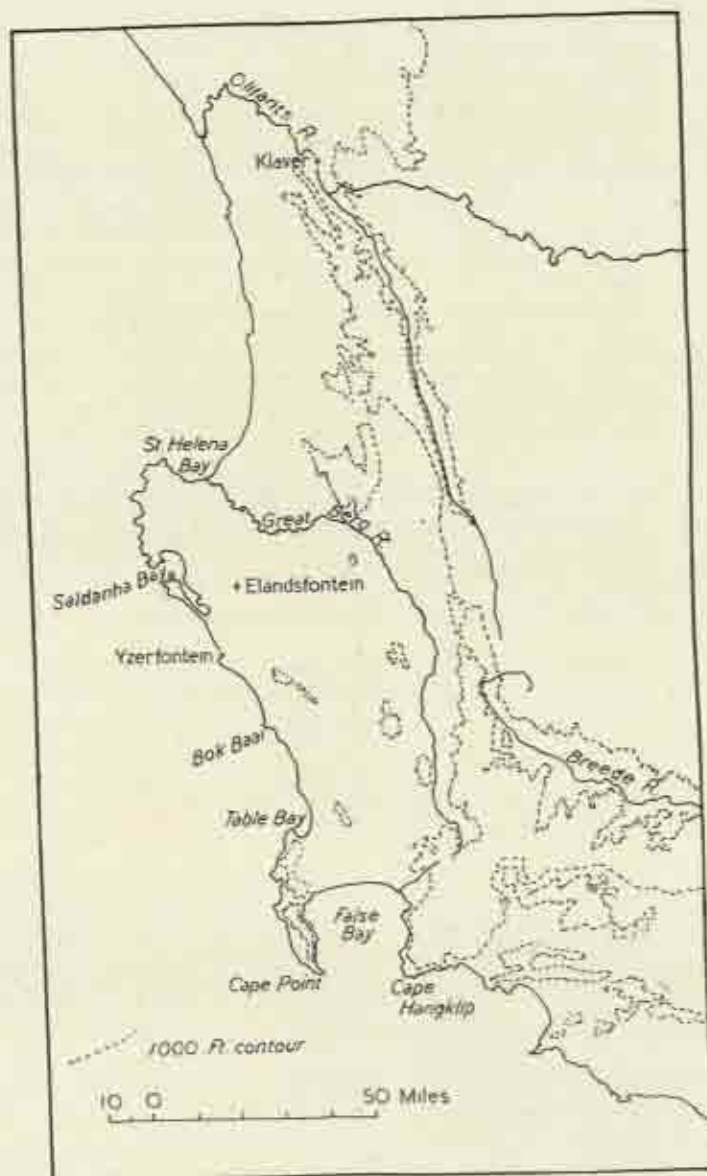 Olifants R.
Klaver
St Helena
Bay
Great Berg R.
Saldanha Bay
+ Elandsfontein
Yzerfontein
Bok Baai
Breede R.
Table Bay
False
Bay
Cape Point
Cape
Hangklip
1000 Ft. contour
10 0 50 Miles